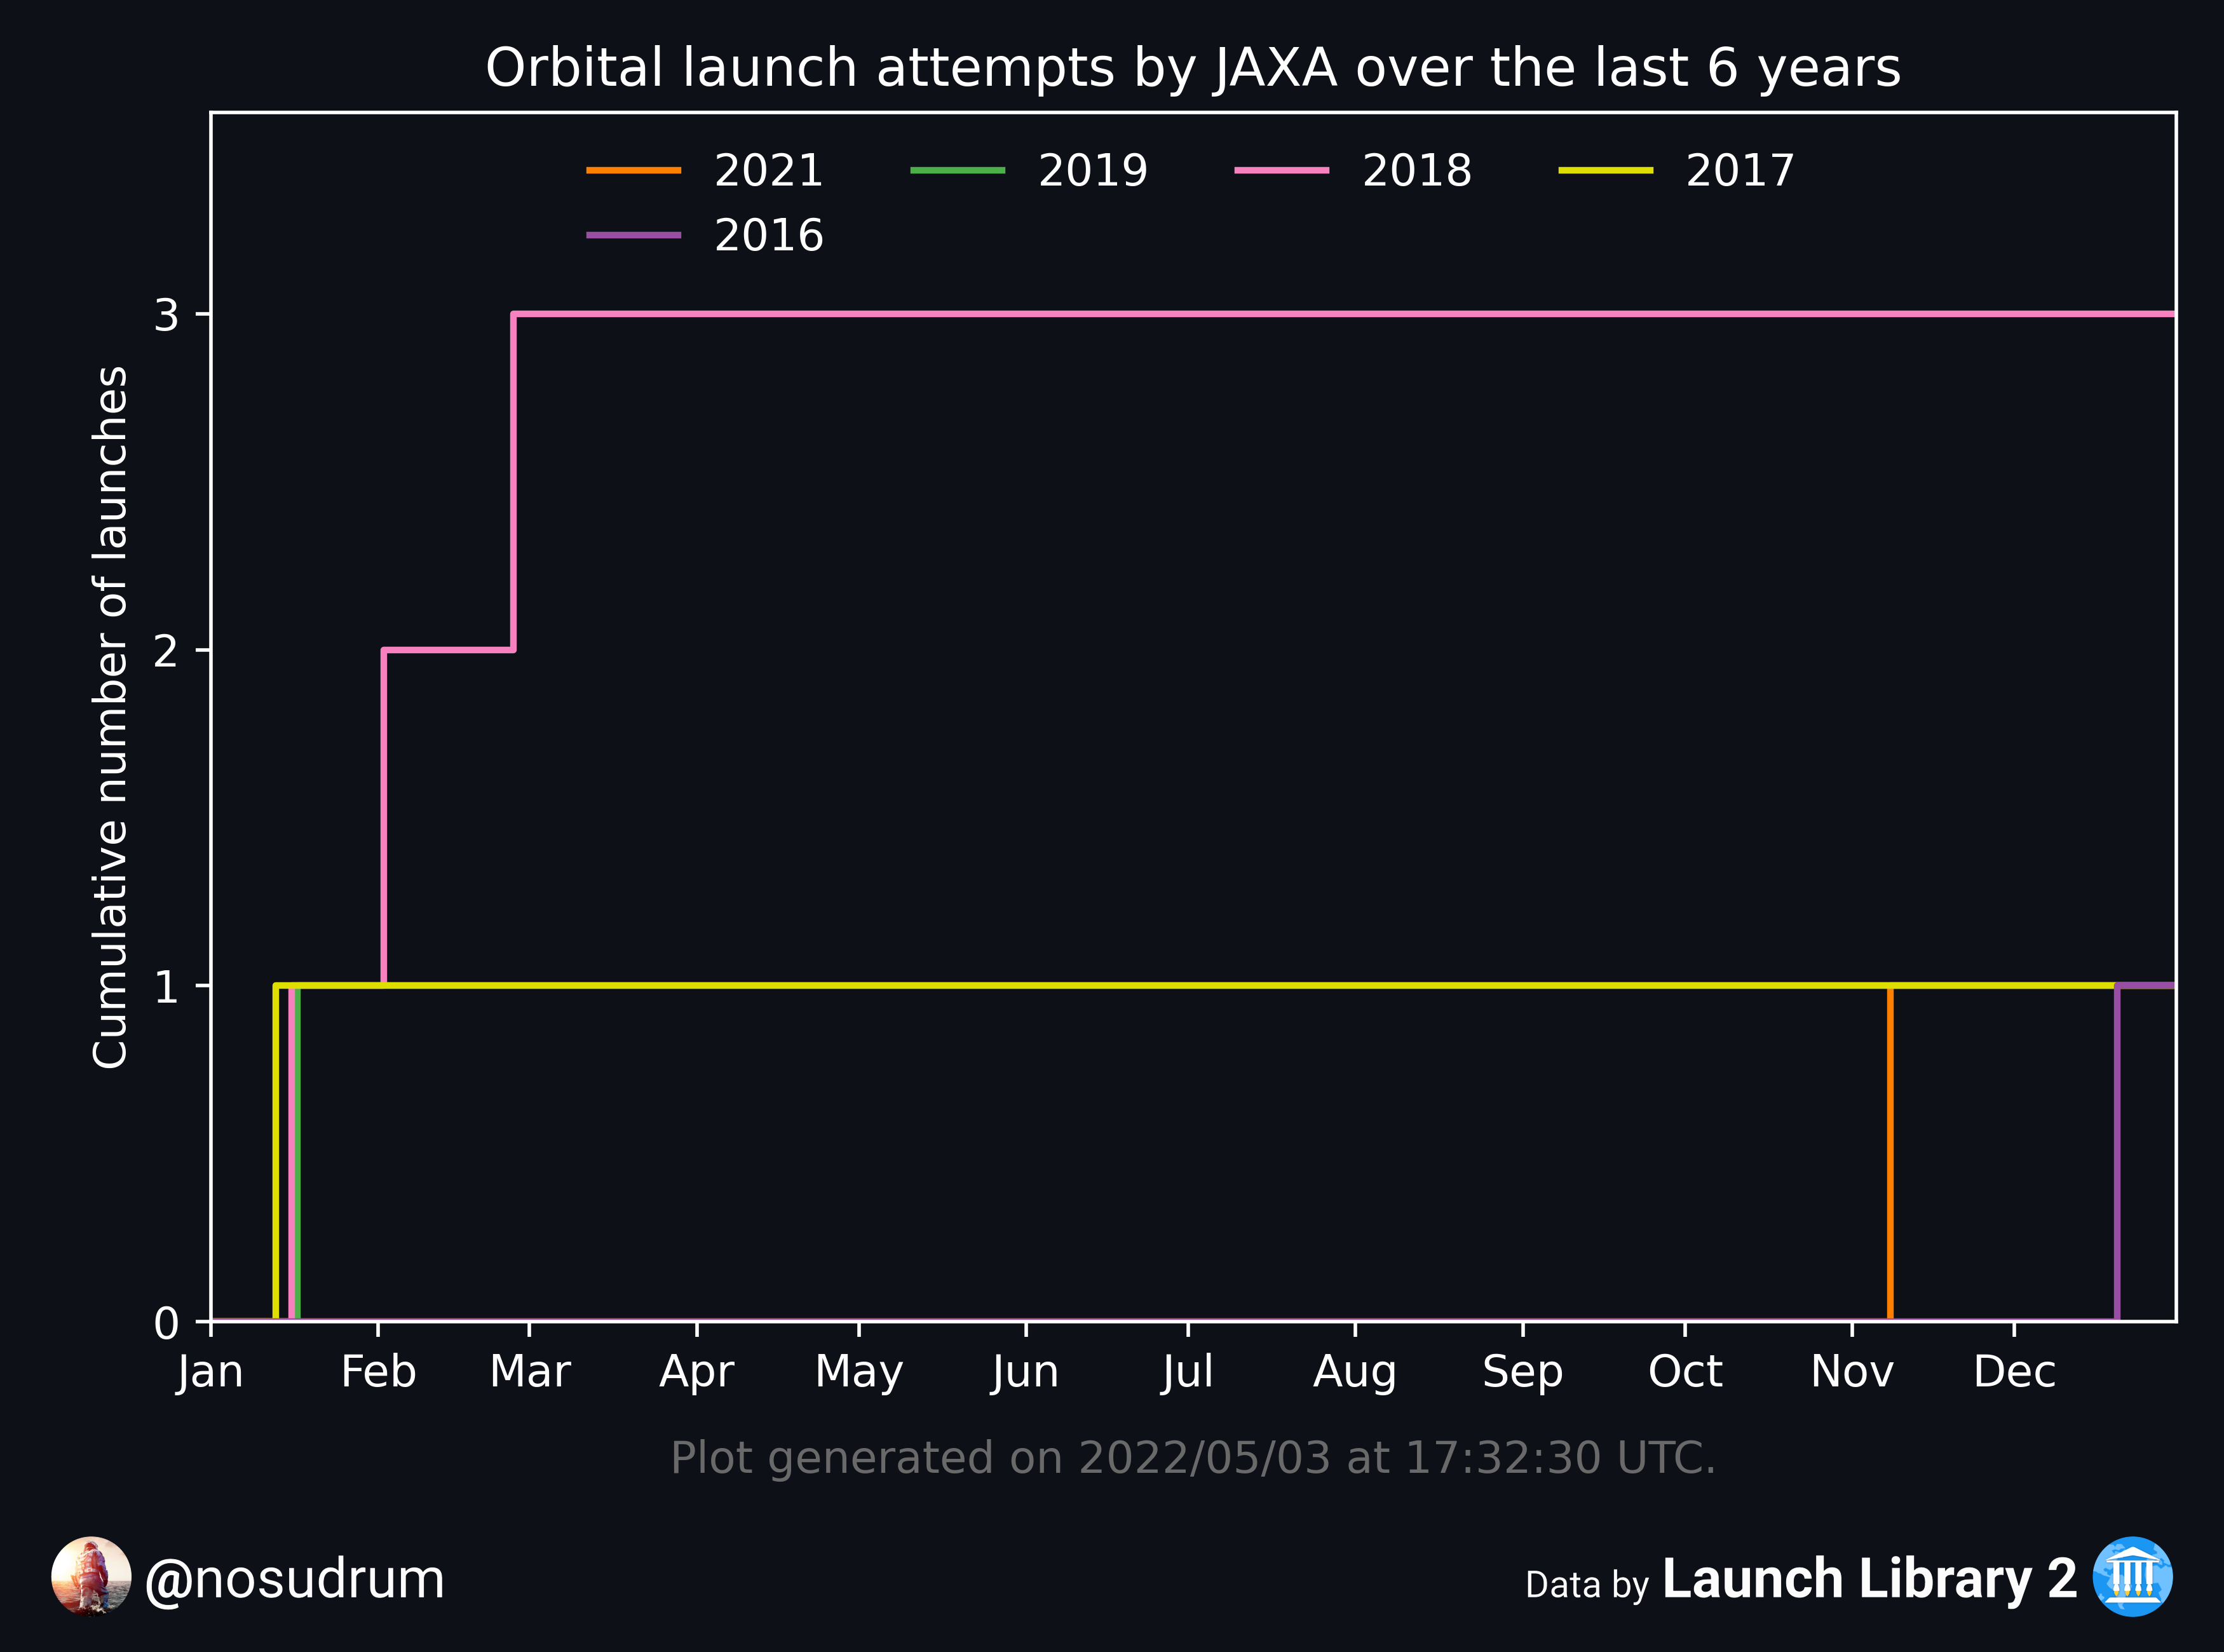 Orbital launch attempts by JAXA over the last 6 years
2021 2019 2018 2017
2016
Cumulative number of launches
3
2
1
0
Jan Feb Mar Apr May Jun Jul Aug Sep Oct Nov Dec
Plot generated on 2022/05/03 at 17:32:30 UTC.
@nosudrum
Data by Launch Library 2